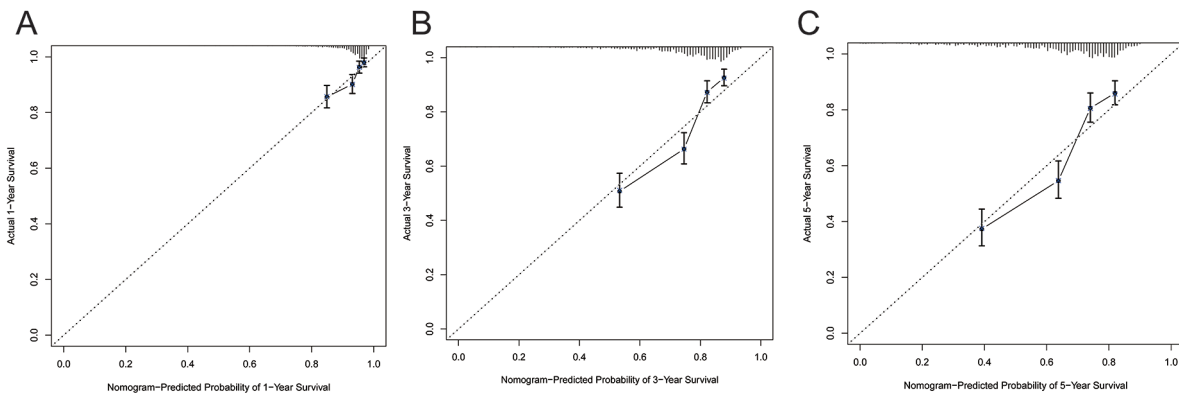 A
Actual 1−Year Survival
1.0
0.8
0.6
0.4
0.2
0.0
0.0 0.2 0.4 0.6 0.8 1.0
Nomogram−Predicted Probability of 1−Year Survival
B
Actual 3−Year Survival
1.0
0.8
0.6
0.4
0.2
0.0
0.0 0.2 0.4 0.6 0.8 1.0
Nomogram−Predicted Probability of 3−Year Survival
C
Actual 5−Year Survival
1.0
0.8
0.6
0.4
0.2
0.0
0.0 0.2 0.4 0.6 0.8 1.0
Nomogram−Predicted Probability of 5−Year Survival